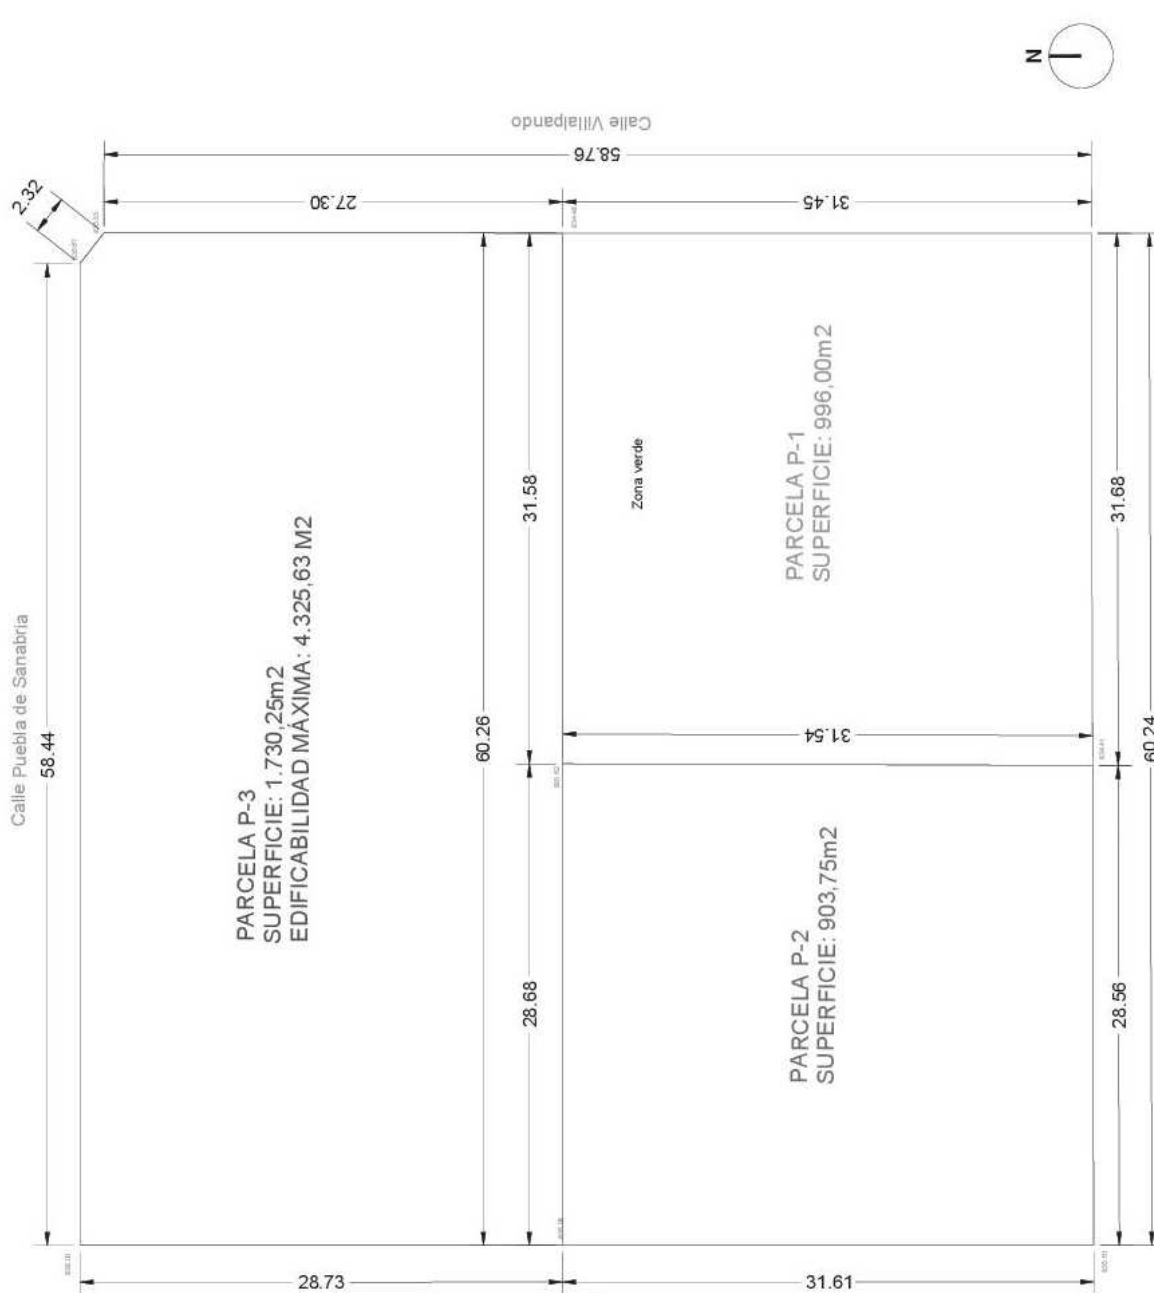 N
Calle Villalpando
58.76
2.32
27.30
31.45
Calle Puebla de Sanabria
58.44
PARCELA P-3
SUPERFICIE: 1.730,25m2
EDIFICABILIDAD MÁXIMA: 4.325,63 M2
60.26
31.58
Zona verde
PARCELA P-1
SUPERFICIE: 996,00m2
31.68
31.54
60.24
28.68
PARCELA P-2
SUPERFICIE: 903,75m2
28.56
28.73
31.61